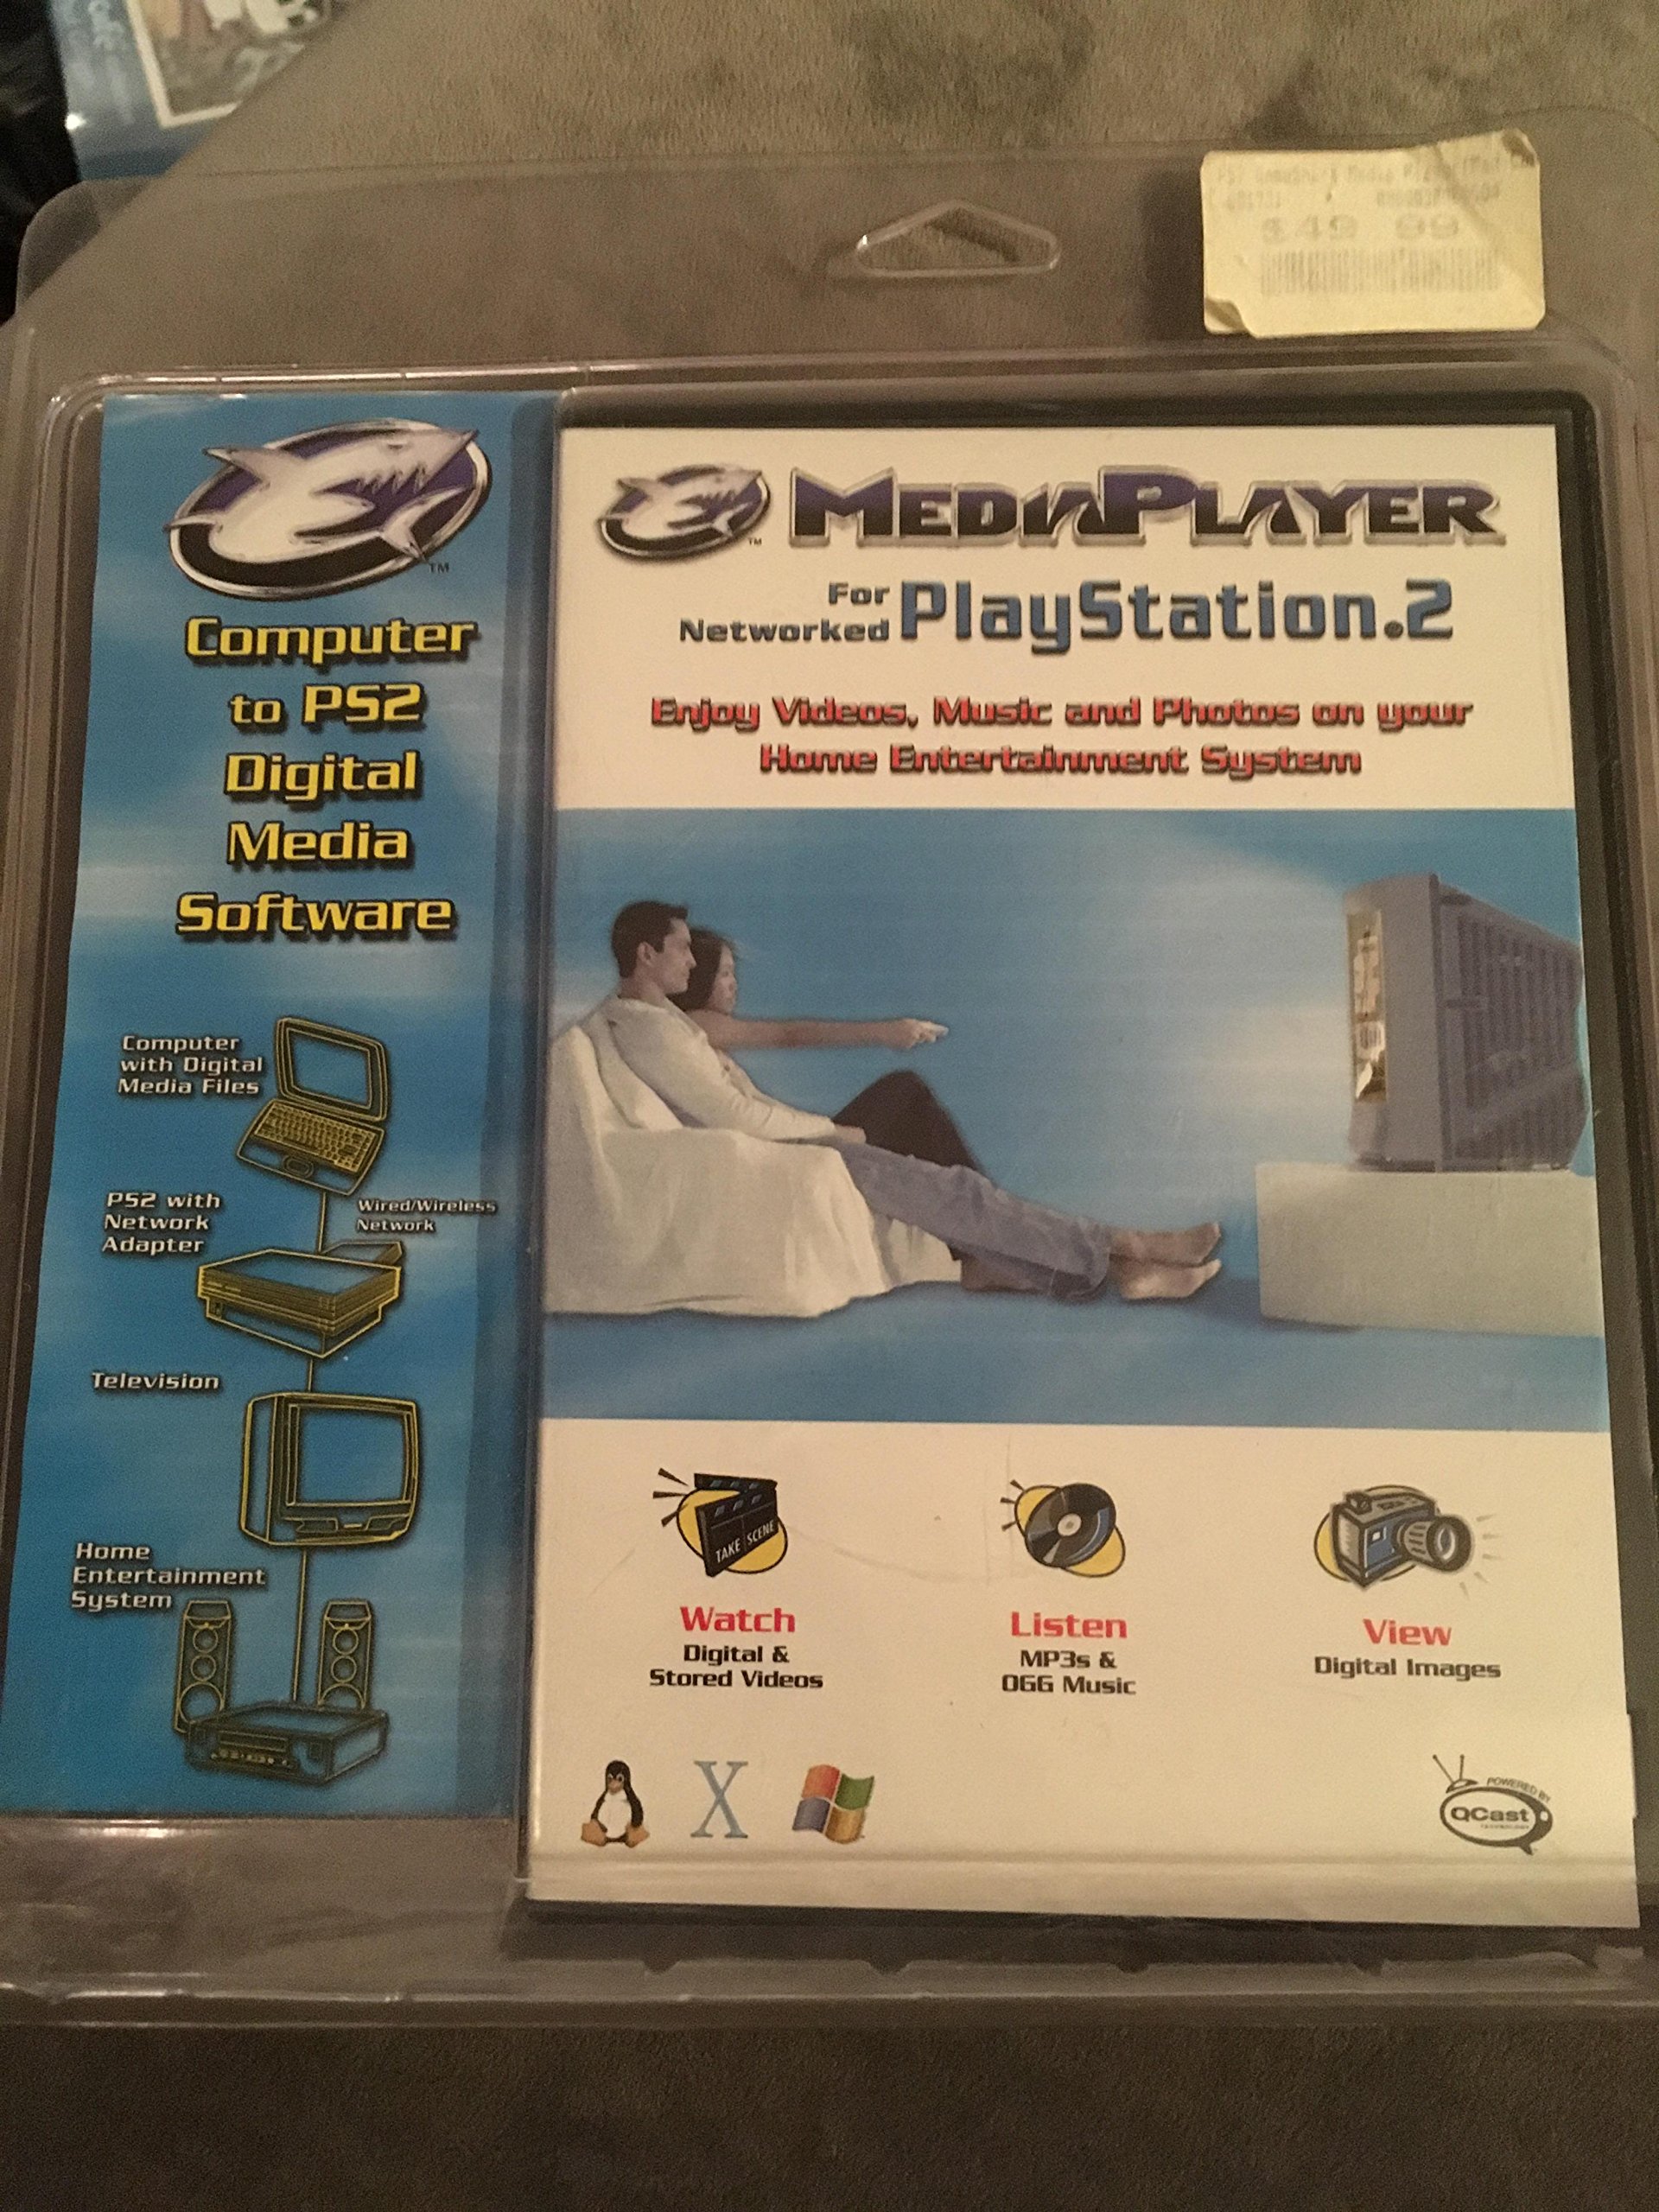 $49.99
TM
Computer
to PS2
Digital
Media
Software
Computer
with Digital
Media Files
PS2 with
Network
Adapter
Wired/Wireless
Network
Television
Home
Entertainment
System
TM
MEDIAPLAYER
For
Networked
PlayStation.2
Enjoy Videos, Music and Photos on your
Home Entertainment System
TAKE SCENE
Watch
Digital &
Stored Videos
Listen
MP3s &
OGG Music
View
Digital Images
X
POWERED BY
QCast